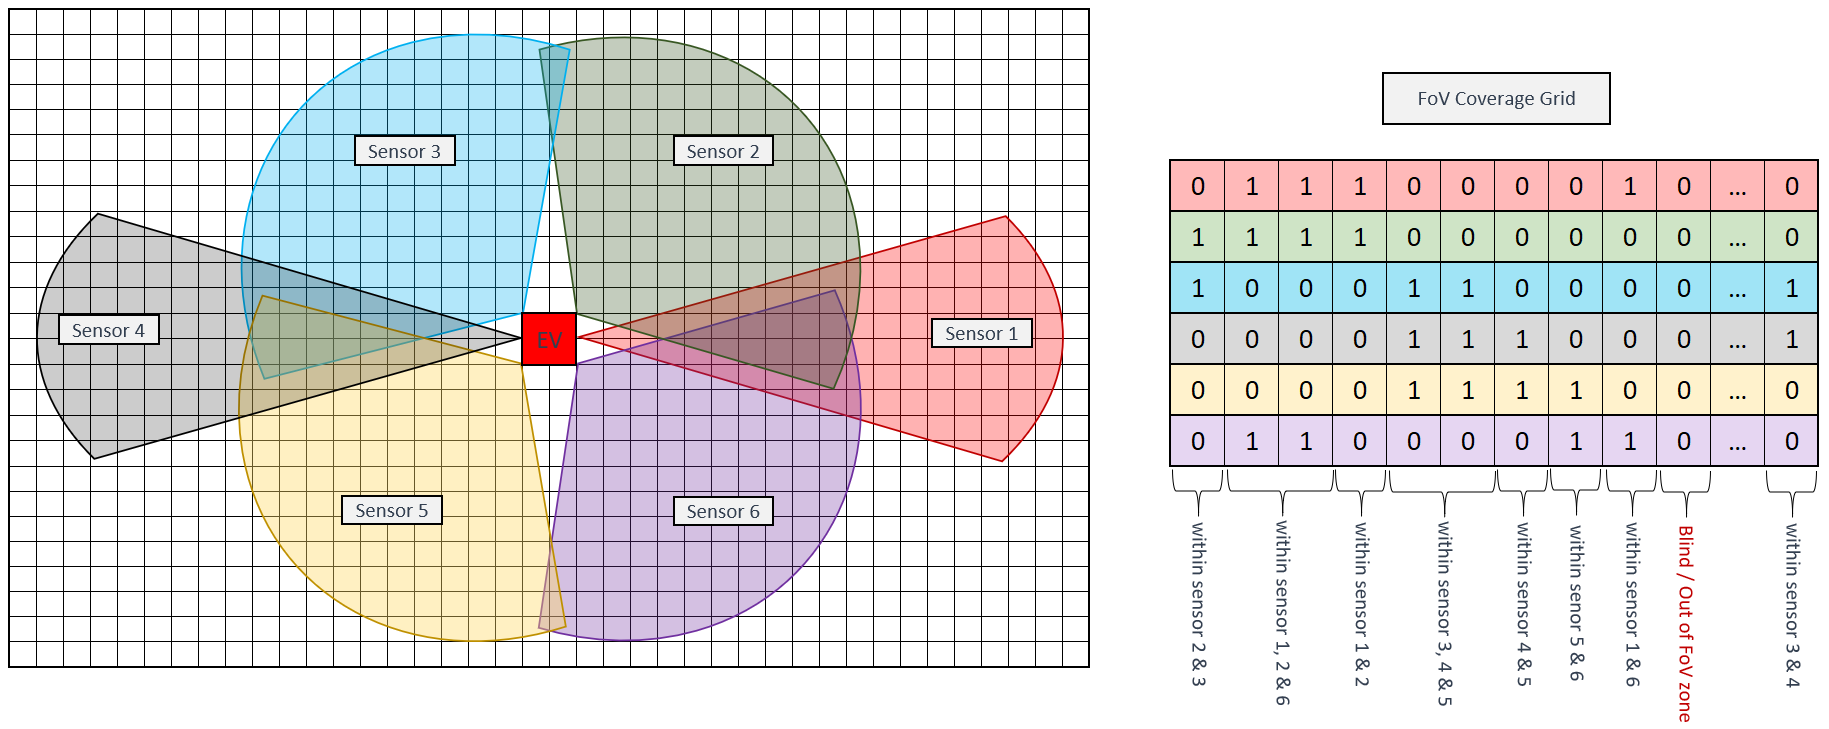 Sensor 3
Sensor 2
Sensor 4
EV
Sensor 1
Sensor 5
Sensor 6
FoV Coverage Grid
0 1 1 1 0 0 0 0 1 0 ... 0
1 1 1 1 0 0 0 0 0 0 ... 0
1 0 0 0 1 1 0 0 0 0 ... 1
0 0 0 0 1 1 1 0 0 0 ... 1
0 0 0 0 1 1 1 1 0 0 ... 0
0 1 1 0 0 0 0 1 1 0 ... 0
within sensor 2 & 3
within sensor 1, 2 & 6
within sensor 1 & 2
within sensor 3, 4 & 5
within sensor 4 & 5
within senor 5 & 6
within sensor 1 & 6
Blind / Out of FoV zone
within sensor 3 & 4